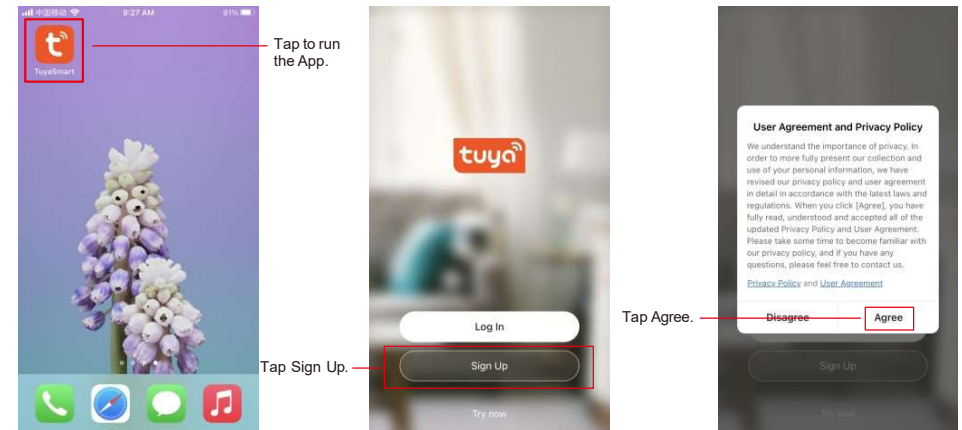 中国移动 9:27 AM 81%
TuyaSmart
Tap to run
the App.
tuya
Log In
Sign Up
Try now
Tap Sign Up.
User Agreement and Privacy Policy
We understand the importance of privacy. In
order to more fully present our collection and
use of your personal information, we have
revised our privacy policy and user agreement
in detail in accordance with the latest laws and
regulations. When you click [Agree], you have
fully read, understood and accepted all of the
updated Privacy Policy and User Agreement.
Please take some time to become familiar with
our privacy policy, and if you have any
questions, please feel free to contact us.
Privacy Policy and User Agreement
Disagree Agree
Tap Agree.
Sign Up
Try now